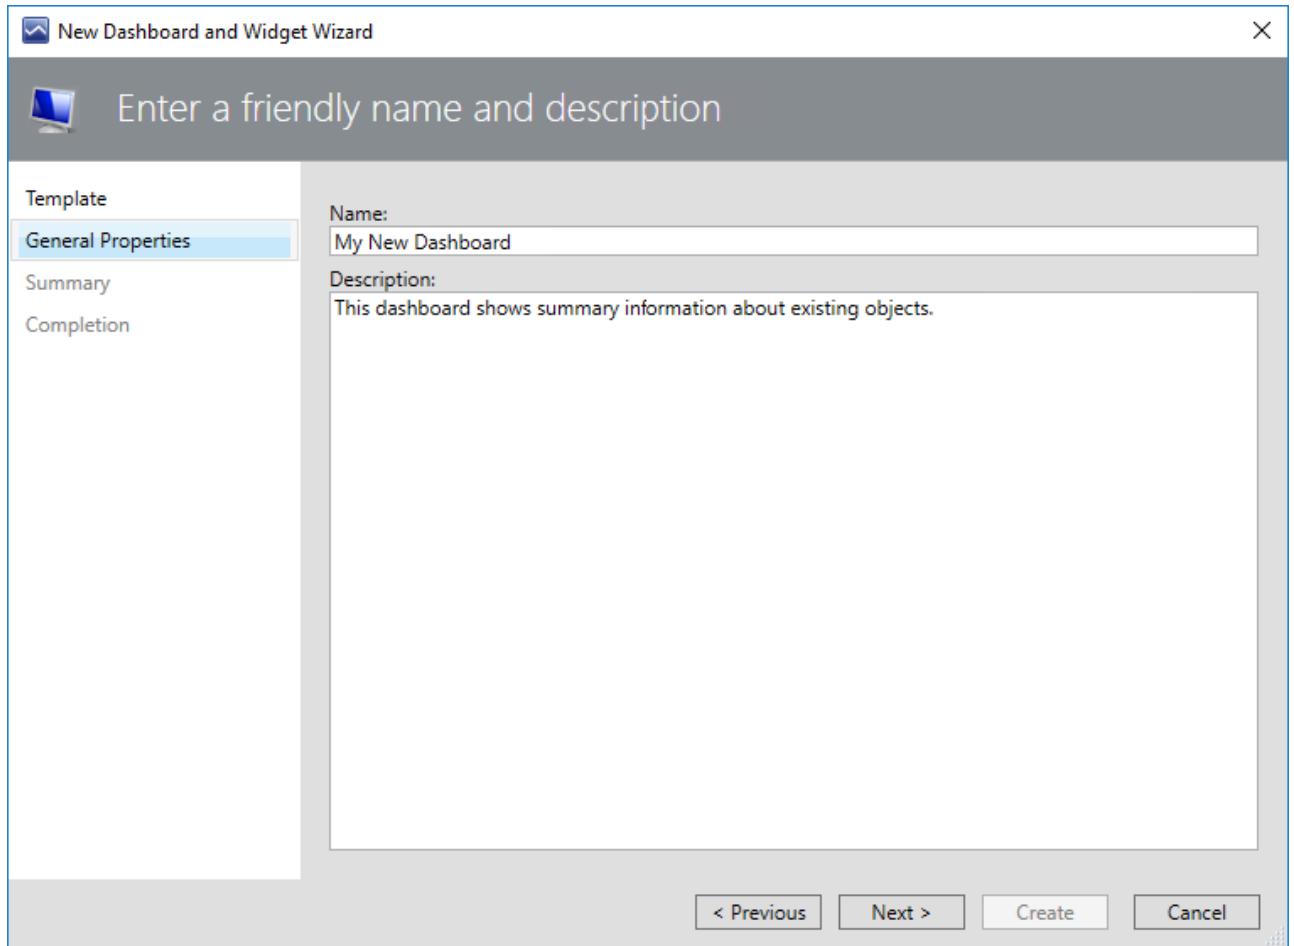 New Dashboard and Widget Wizard
Enter a friendly name and description
Template
General Properties
Summary
Completion
Name:
My New Dashboard
Description:
This dashboard shows summary information about existing objects.
< Previous
Next >
Create
Cancel